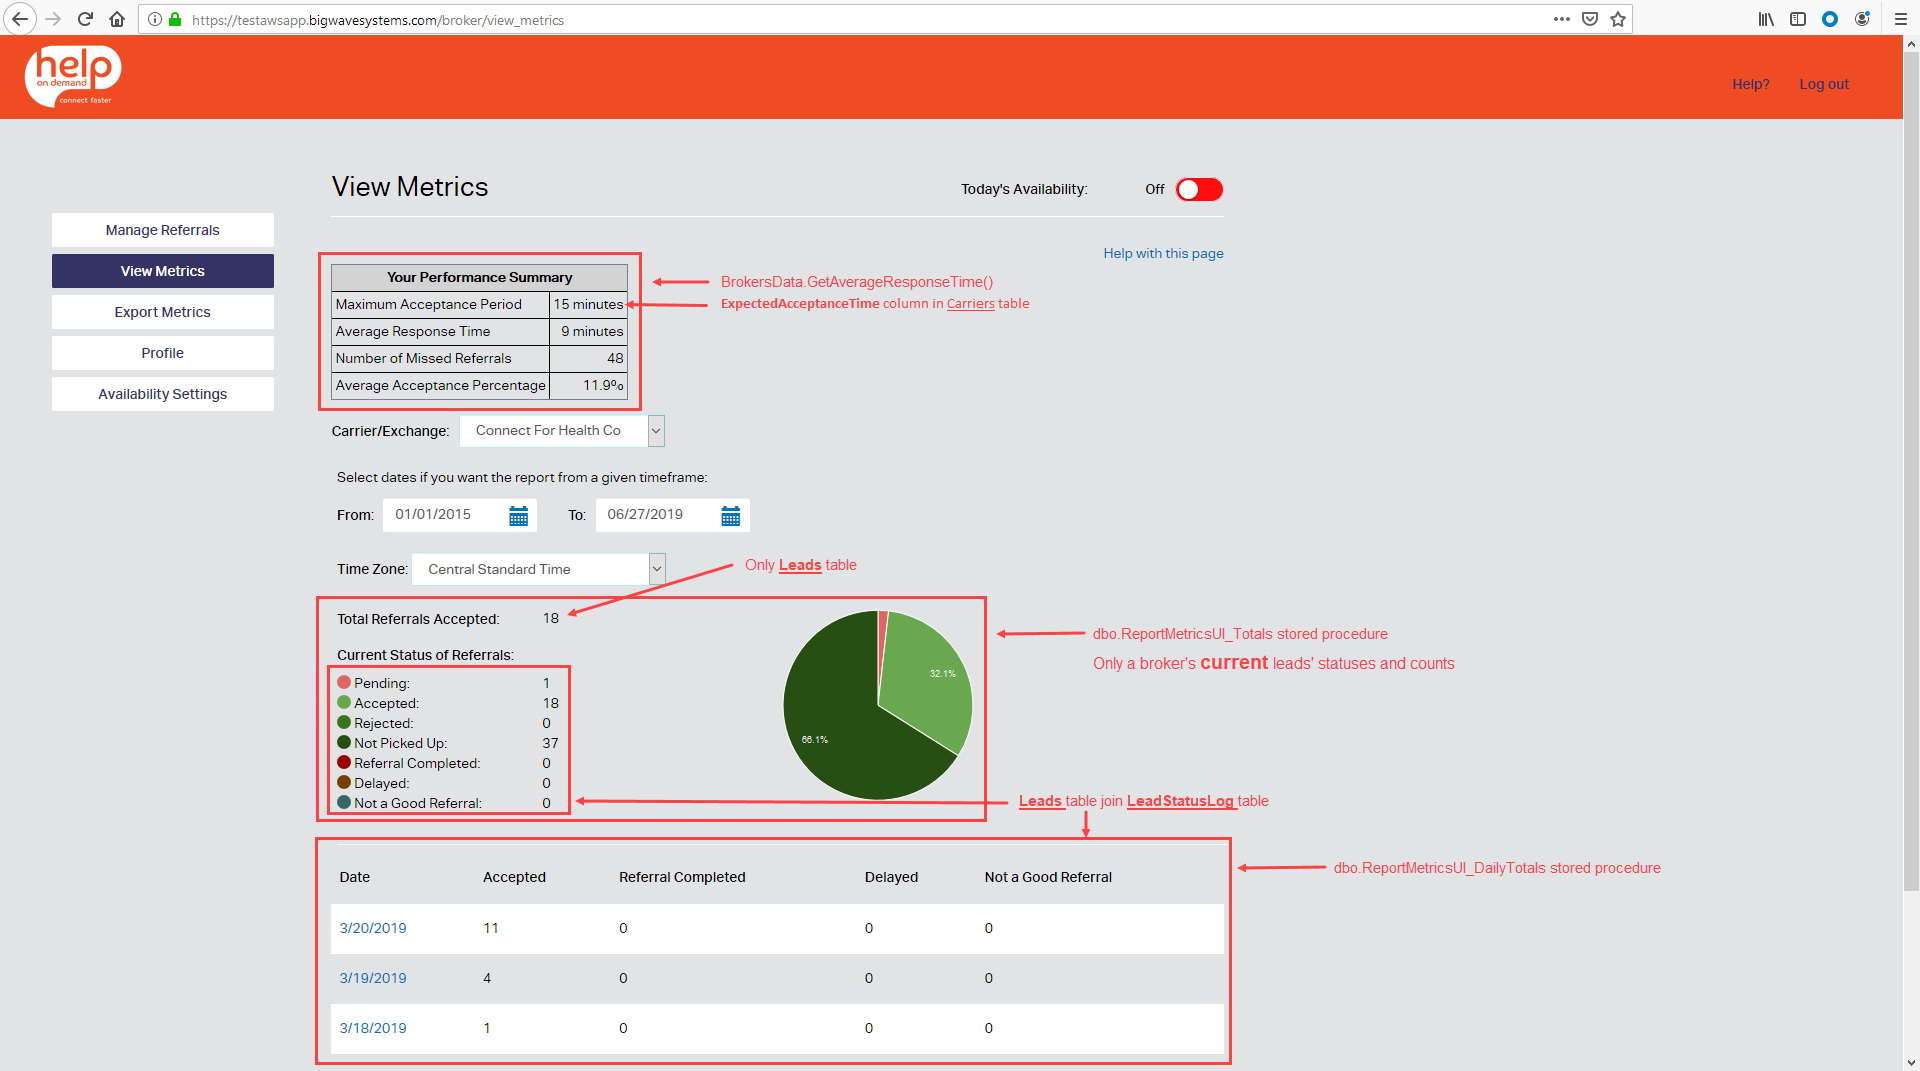 https://testawsapp.bigwavesystems.com/broker/view_metrics
help
on demand
connect faster
Help?
Log out
View Metrics
Today's Availability:
Off
Manage Referrals
View Metrics
Export Metrics
Profile
Availability Settings
Help with this page
Your Performance Summary
Maximum Acceptance Period 15 minutes
Average Response Time 9 minutes
Number of Missed Referrals 48
Average Acceptance Percentage 11.9%
BrokersData.GetAverageResponseTime()
ExpectedAcceptanceTime column in Carriers table
Carrier/Exchange: Connect For Health Co
Select dates if you want the report from a given timeframe:
From: 01/01/2015 To: 06/27/2019
Time Zone: Central Standard Time
Only Leads table
Total Referrals Accepted: 18
Current Status of Referrals:
Pending: 1
Accepted: 18
Rejected: 0
Not Picked Up: 37
Referral Completed: 0
Delayed: 0
Not a Good Referral: 0
32.1%
66.1%
dbo.ReportMetricsUI_Totals stored procedure
Only a broker's current leads' statuses and counts
Leads table join LeadStatusLog table
dbo.ReportMetricsUI_DailyTotals stored procedure
Date Accepted Referral Completed Delayed Not a Good Referral
3/20/2019 11 0 0 0
3/19/2019 4 0 0 0
3/18/2019 1 0 0 0